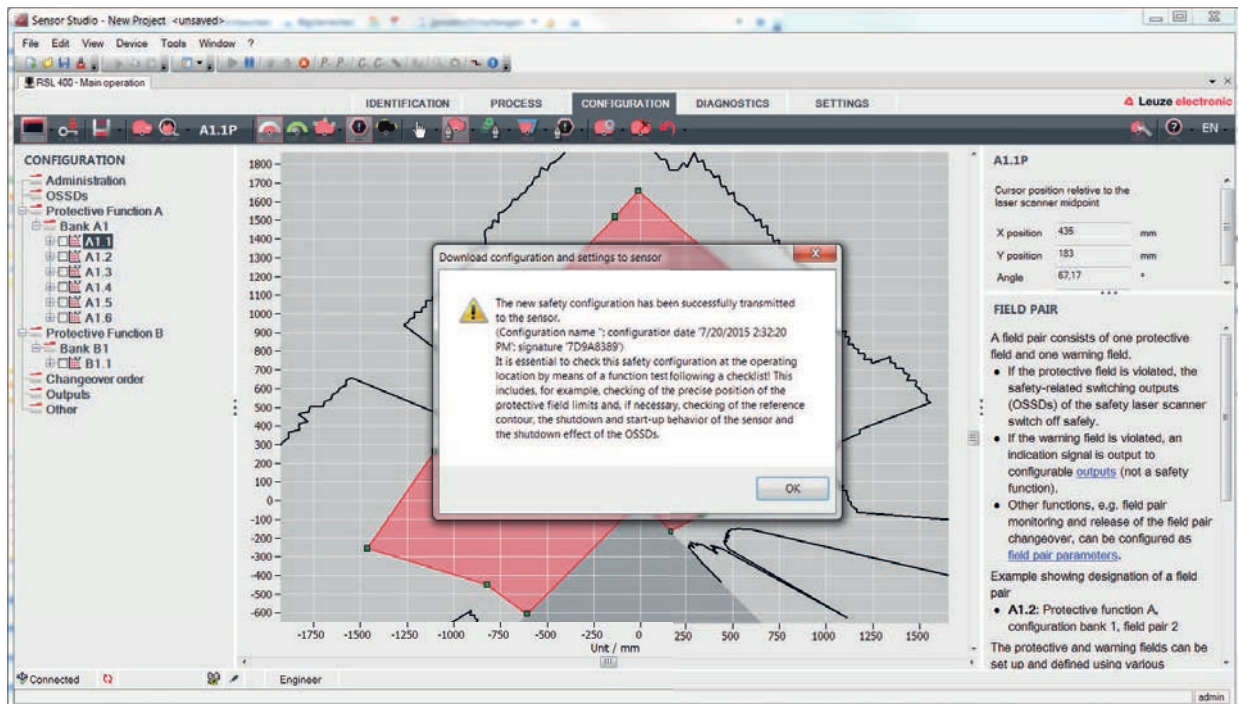 Sensor Studio - New Project <unsaved>
File Edit View Device Tools Window ?
RSL 400 - Main operation
IDENTIFICATION PROCESS CONFIGURATION DIAGNOSTICS SETTINGS
Leuze electronic
A1.1P
EN
CONFIGURATION
Administration
OSSDs
Protective Function A
Bank A1
A1.1
A1.2
A1.3
A1.4
A1.5
A1.6
Protective Function B
Bank B1
B1.1
Changeover order
Outputs
Other
1800
1700
1600
1500
1400
1300
1200
1100
1000
900
800
700
600
500
400
300
200
100
0
-100
-200
-300
-400
-500
-600
-1750 -1500 -1250 -1000 -750 -500 -250 0 250 500 750 1000 1250 1500
Unt / mm
Download configuration and settings to sensor
The new safety configuration has been successfully transmitted
to the sensor.
(Configuration name ''; configuration date '7/20/2015 2:32:20
PM'; signature '7D9A8389')
It is essential to check this safety configuration at the operating
location by means of a function test following a checklist! This
includes, for example, checking of the precise position of the
protective field limits and, if necessary, checking of the reference
contour, the shutdown and start-up behavior of the sensor and
the shutdown effect of the OSSDs.
OK
A1.1P
Cursor position reletive to the
laser scanner midpoint
X position 436 mm
Y position 183 mm
Angle 67,17 °
FIELD PAIR
A field pair consists of one protective
field and one warning field.
• If the protective field is violated, the
safety-related switching outputs
(OSSDs) of the safety laser scanner
switch off safely.
• If the warning field is violated, an
indication signal is output to
configurable outputs (not a safety
function).
• Other functions, e.g. field pair
monitoring and release of the field pair
changeover, can be configured as
field pair parameters.
Example showing designation of a field
pair
• A1.2: Protective function A,
configuration bank 1, field pair 2
The protective and warning fields can be
set up and defined using various
Connected
Engineer
admin